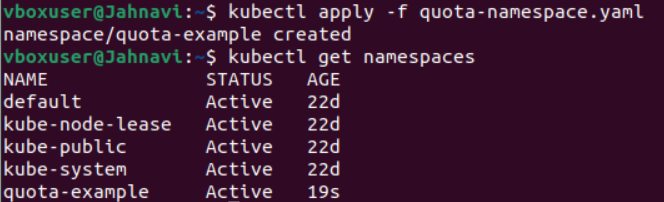 vboxuser@Jahnavi:~$ kubectl apply -f quota-namespace.yaml
namespace/quota-example created
vboxuser@Jahnavi:~$ kubectl get namespaces
NAME              STATUS   AGE
default           Active   22d
kube-node-lease   Active   22d
kube-public       Active   22d
kube-system       Active   22d
quota-example     Active   19s